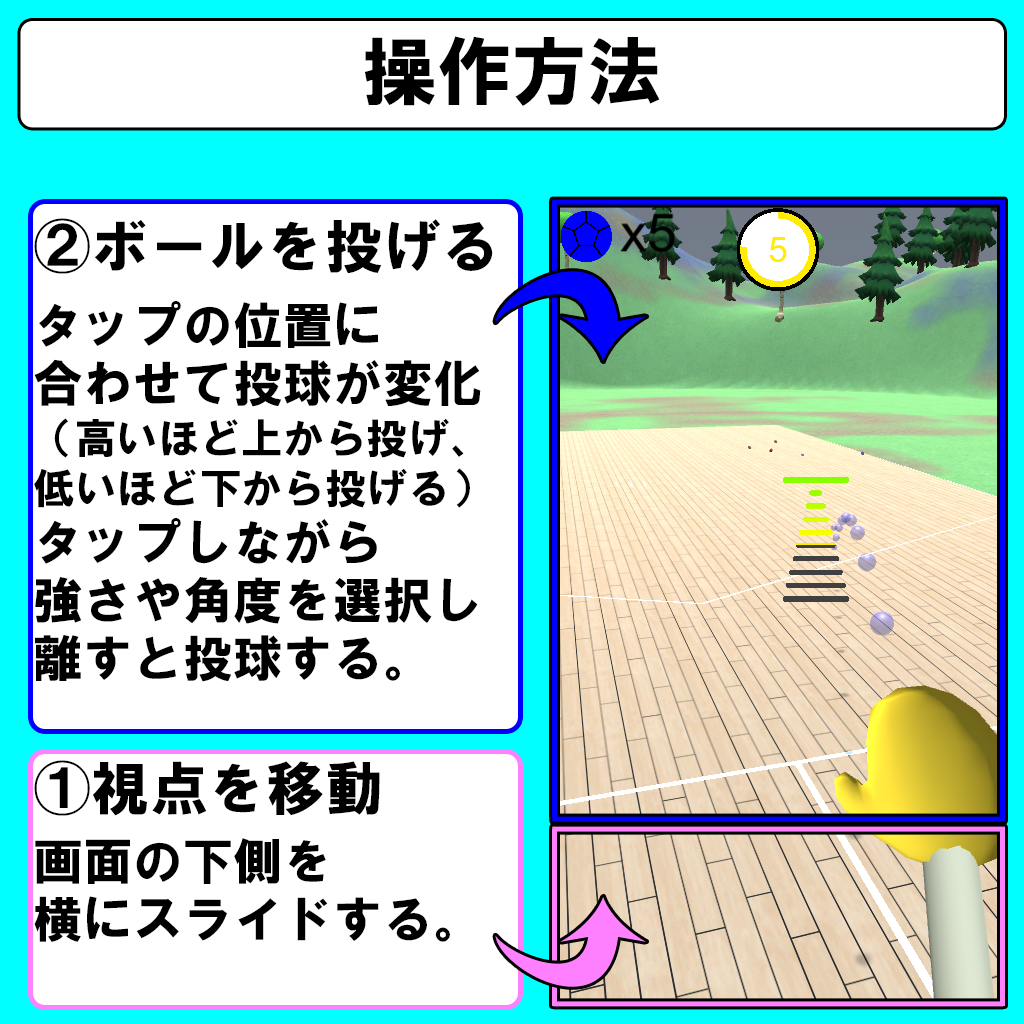 操作方法
②ボールを投げる
タップの位置に
合わせて投球が変化
（高いほど上から投げ、
低いほど下から投げる）
タップしながら
強さや角度を選択し
離すと投球する。
x5
5
①視点を移動
画面の下側を
横にスライドする。